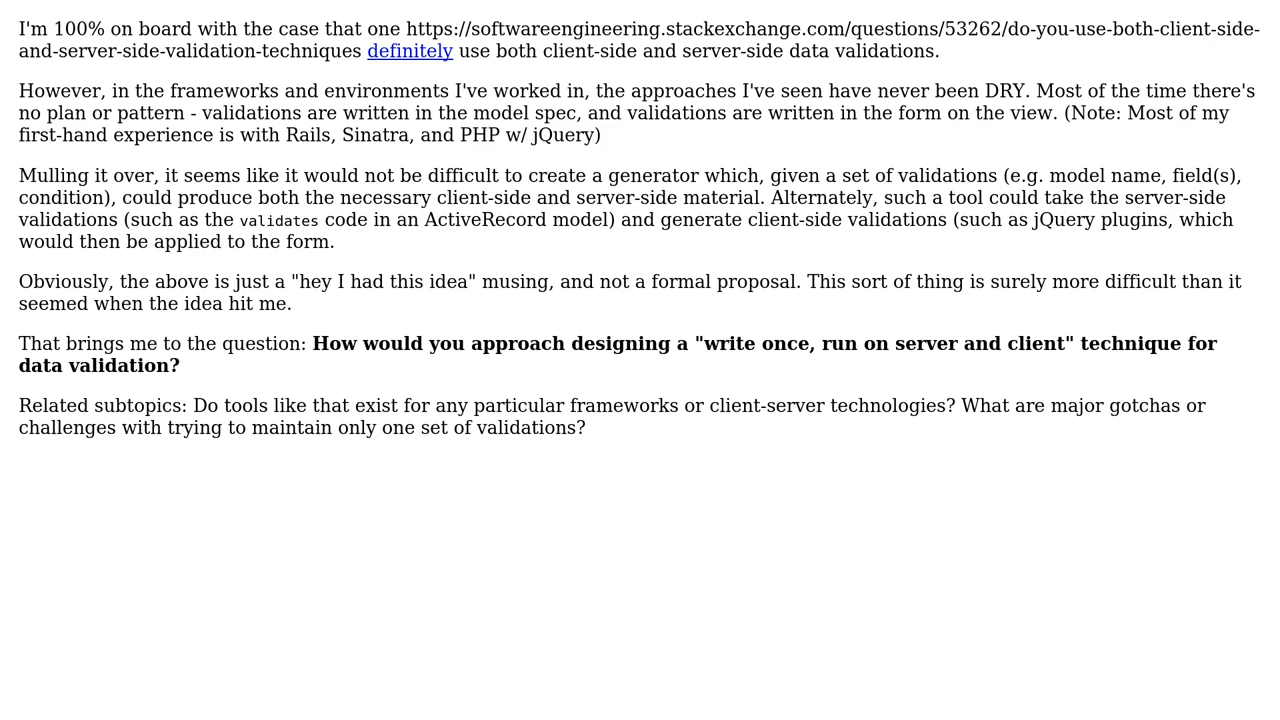 I'm 100% on board with the case that one https://softwareengineering.stackexchange.com/questions/53262/do-you-use-both-client-side-
and-server-side-validation-techniques definitely use both client-side and server-side data validations.
However, in the frameworks and environments I've worked in, the approaches I've seen have never been DRY. Most of the time there's
no plan or pattern - validations are written in the model spec, and validations are written in the form on the view. (Note: Most of my
first-hand experience is with Rails, Sinatra, and PHP w/ jQuery)
Mulling it over, it seems like it would not be difficult to create a generator which, given a set of validations (e.g. model name, field(s),
condition), could produce both the necessary client-side and server-side material. Alternately, such a tool could take the server-side
validations (such as the validates code in an ActiveRecord model) and generate client-side validations (such as jQuery plugins, which
would then be applied to the form.
Obviously, the above is just a "hey I had this idea" musing, and not a formal proposal. This sort of thing is surely more difficult than it
seemed when the idea hit me.
That brings me to the question: How would you approach designing a "write once, run on server and client" technique for
data validation?
Related subtopics: Do tools like that exist for any particular frameworks or client-server technologies? What are major gotchas or
challenges with trying to maintain only one set of validations?